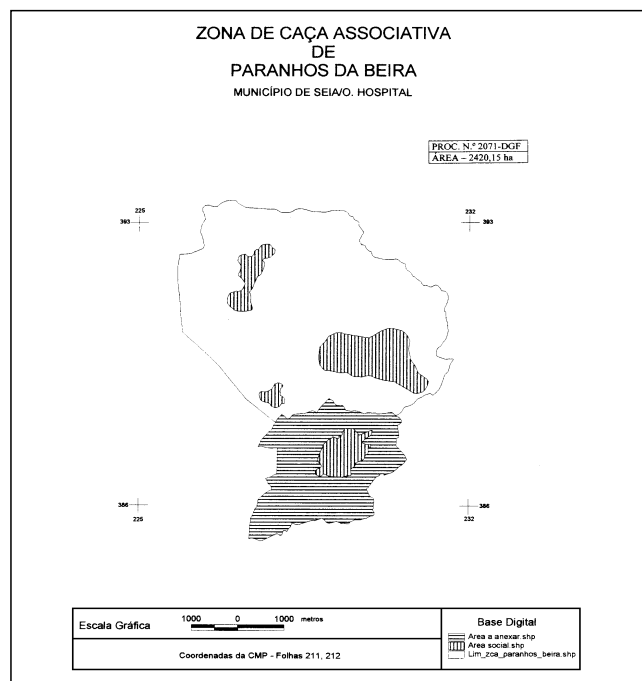 ZONA DE CAÇA ASSOCIATIVA
DE
PARANHOS DA BEIRA
MUNICÍPIO DE SEIA/O. HOSPITAL
PROC. N.º 2071-DGF
ÁREA – 2420,15 ha
225
393
232
393
386
225
386
232
Escala Gráfica
1000 0 1000 metros
Coordenadas da CMP - Folhas 211, 212
Base Digital
Area a anexar.shp
Area social.shp
Lim_zca_paranhos_beira.shp